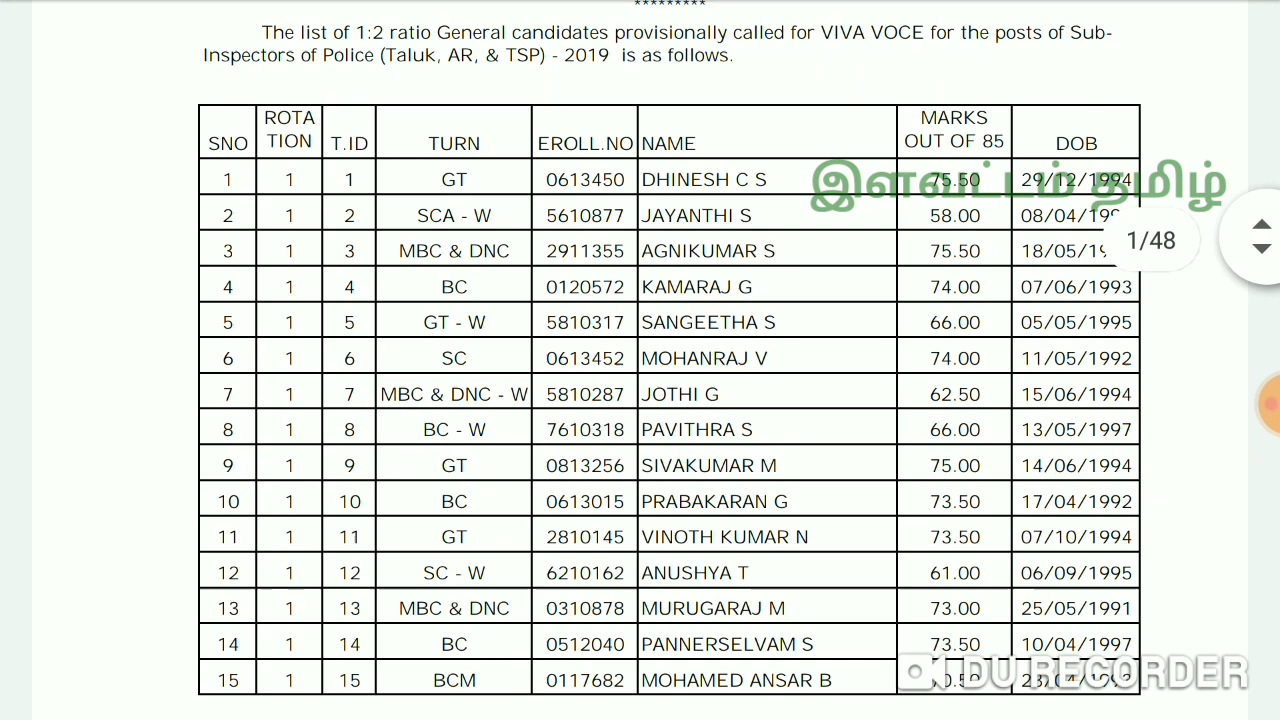 *********
The list of 1:2 ratio General candidates provisionally called for VIVA VOCE for the posts of Sub-
Inspectors of Police (Taluk, AR, & TSP) - 2019 is as follows.
SNO ROTATION T.ID TURN EROLL.NO NAME MARKS OUT OF 85 DOB
1 1 1 GT 0613450 DHINESH C S 75.50 29/12/1994
இளவட்டம் தமிழ்
2 1 2 SCA - W 5610877 JAYANTHI S 58.00
1/48
3 1 3 MBC & DNC 2911355 AGNIKUMAR S 75.50
4 1 4 BC 0120572 KAMARAJ G 74.00 07/06/1993
5 1 5 GT - W 5810317 SANGEETHA S 66.00 05/05/1995
6 1 6 SC 0613452 MOHANRAJ V 74.00 11/05/1992
7 1 7 MBC & DNC - W 5810287 JOTHI G 62.50 15/06/1994
8 1 8 BC - W 7610318 PAVITHRA S 66.00 13/05/1997
9 1 9 GT 0813256 SIVAKUMAR M 75.00 14/06/1994
10 1 10 BC 0613015 PRABAKARAN G 73.50 17/04/1992
11 1 11 GT 2810145 VINOTH KUMAR N 73.50 07/10/1994
12 1 12 SC - W 6210162 ANUSHYA T 61.00 06/09/1995
13 1 13 MBC & DNC 0310878 MURUGARAJ M 73.00 25/05/1991
14 1 14 BC 0512040 PANNERSELVAM S 73.50 10/04/1997
15 1 15 BCM 0117682 MOHAMED ANSAR B
DU RECORDER